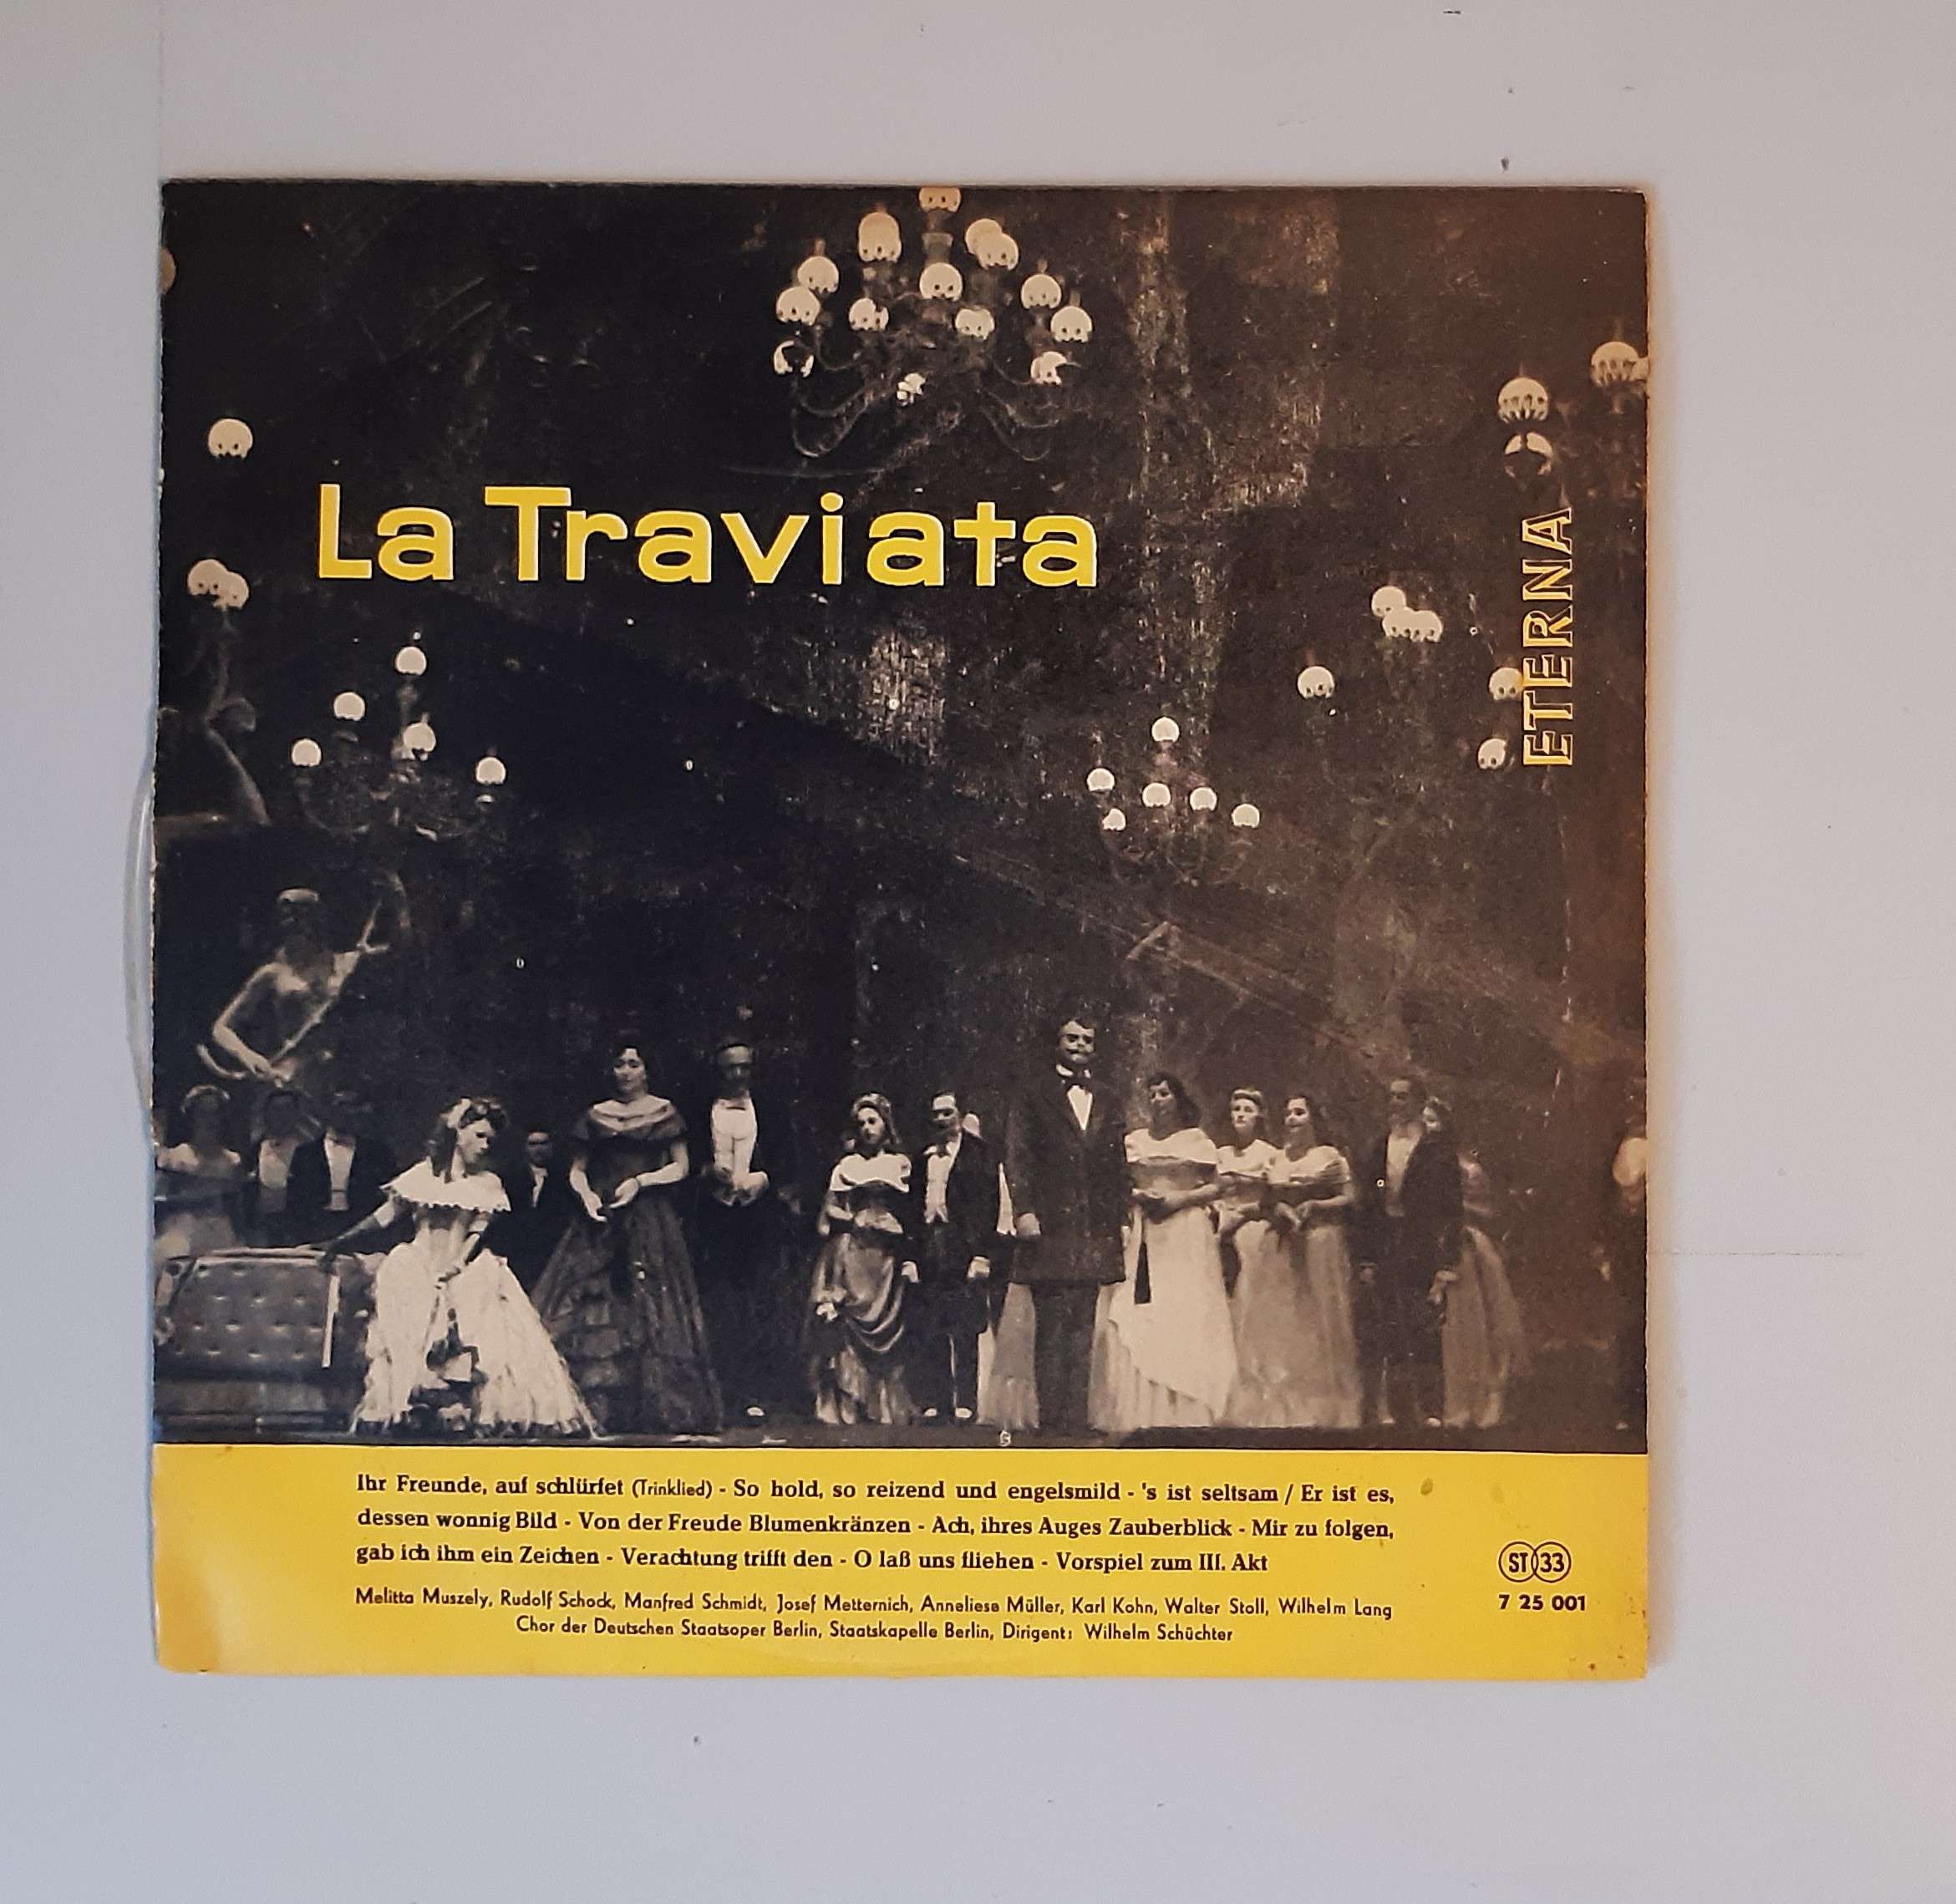 La Traviata
ETERNA
Ihr Freunde, auf schlürfet (Trinklied) - So hold, so reizend und engelsmild - 's ist seltsam / Er ist es,
dessen wonnig Bild - Von der Freude Blumenkränzen - Ach, ihres Auges Zauberblick - Mir zu folgen,
gab ich ihm ein Zeichen - Verachtung trifft den - O laß uns fliehen - Vorspiel zum III. Akt
Melitta Muszely, Rudolf Schock, Manfred Schmidt, Josef Metternich, Anneliese Müller, Karl Kohn, Walter Stoll, Wilhelm Lang
Chor der Deutschen Staatsoper Berlin, Staatskapelle Berlin, Dirigent: Wilhelm Schüchter
ST 33
7 25 001